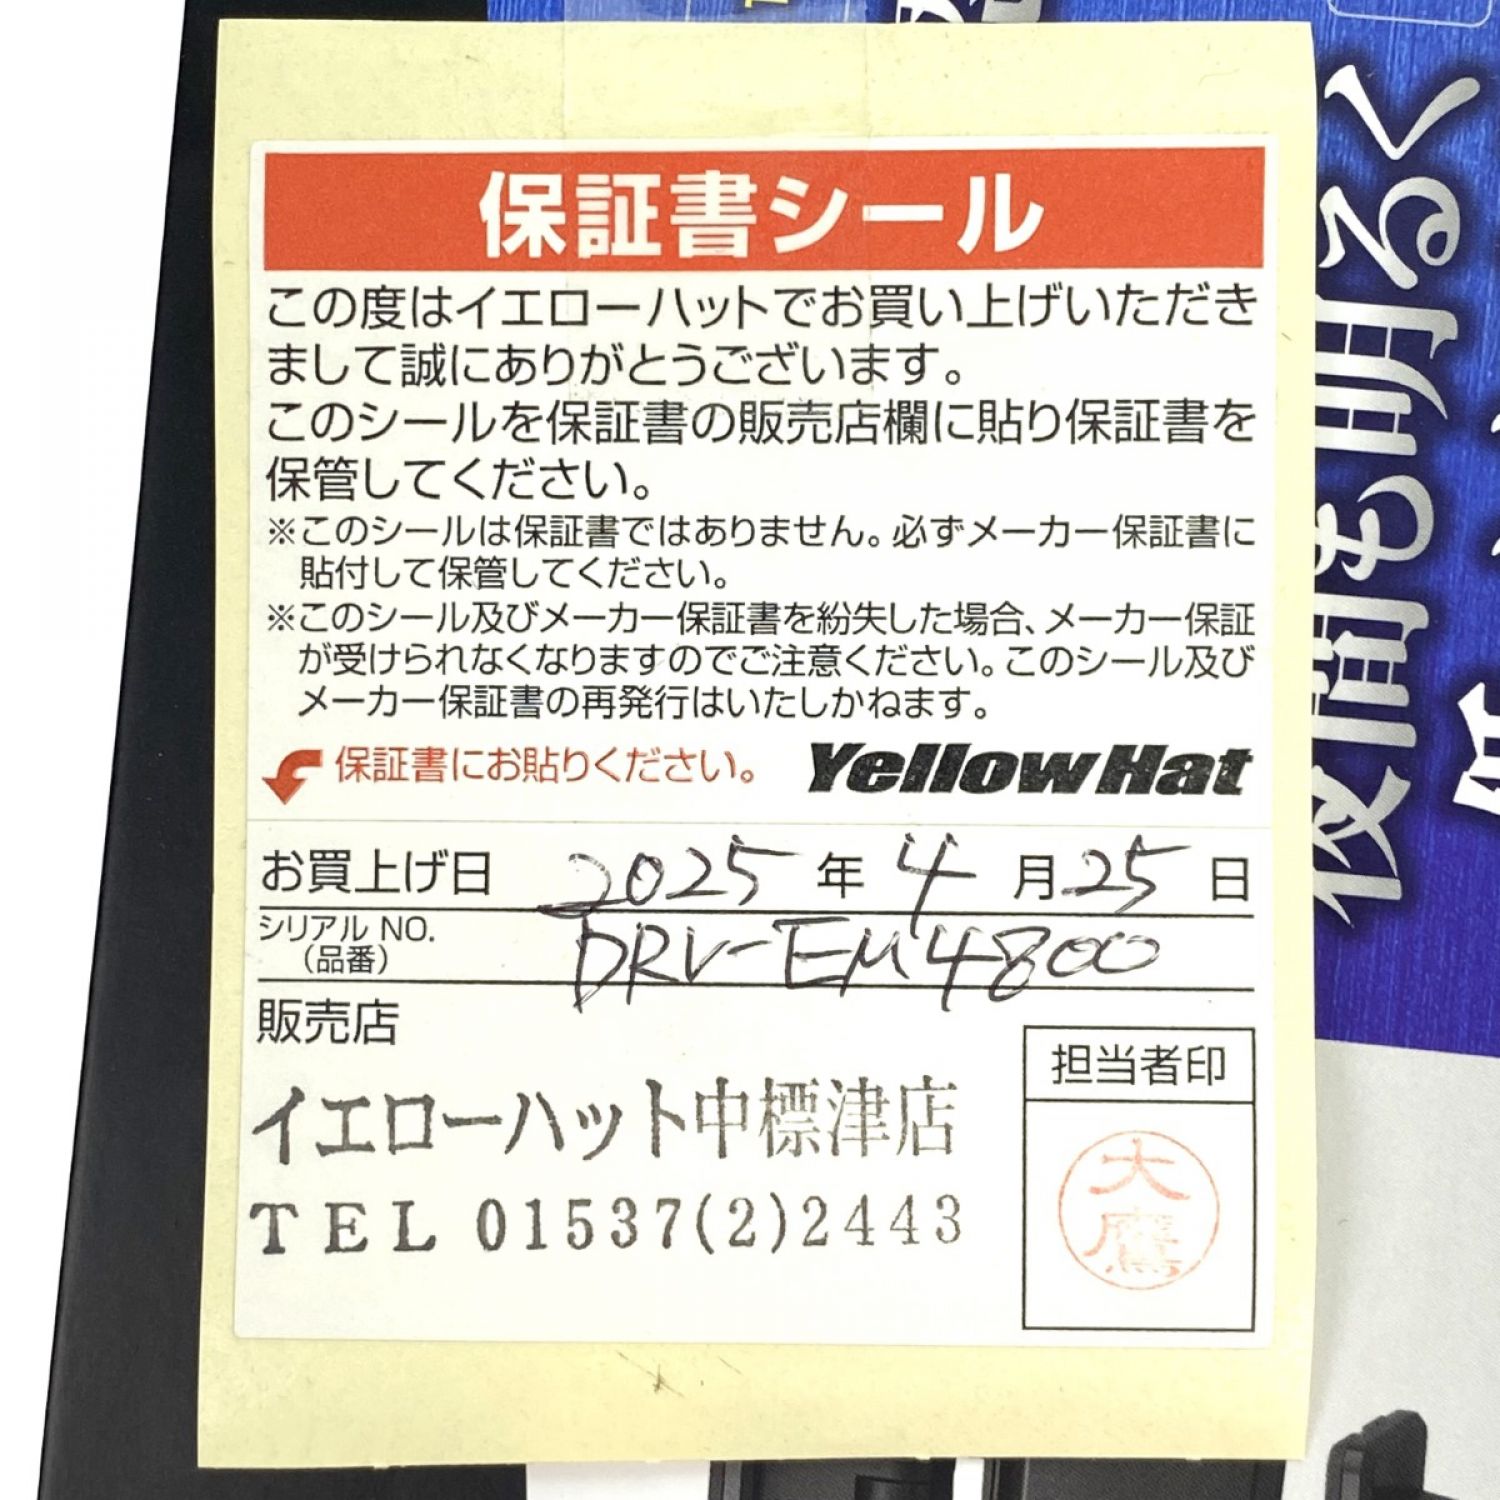 保証書シール
この度はイエローハットでお買い上げいただき
まして誠にありがとうございます。
このシールを保証書の販売店欄に貼り保証書を
保管してください。
※このシールは保証書ではありません。必ずメーカー保証書に
貼付して保管してください。
※このシール及びメーカー保証書を紛失した場合、メーカー保証
が受けられなくなりますのでご注意ください。このシール及び
メーカー保証書の再発行はいたしかねます。
保証書にお貼りください。 YellowHat
お買上げ日 2025年4月25日
シリアル NO. DRV-EM4800
(品番)
販売店
イエローハット中標津店
TEL 01537(2)2443
担当者印
大鷹
夜間も明るく